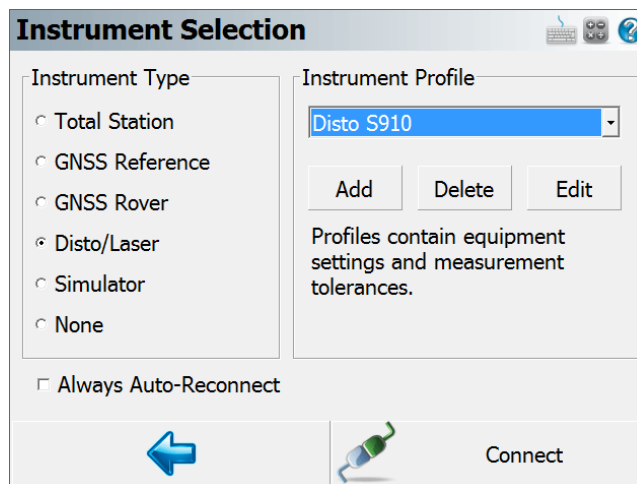 Instrument Selection
Instrument Type
Total Station
GNSS Reference
GNSS Rover
Disto/Laser
Simulator
None
Instrument Profile
Disto S910
Add
Delete
Edit
Profiles contain equipment
settings and measurement
tolerances.
Always Auto-Reconnect
Connect